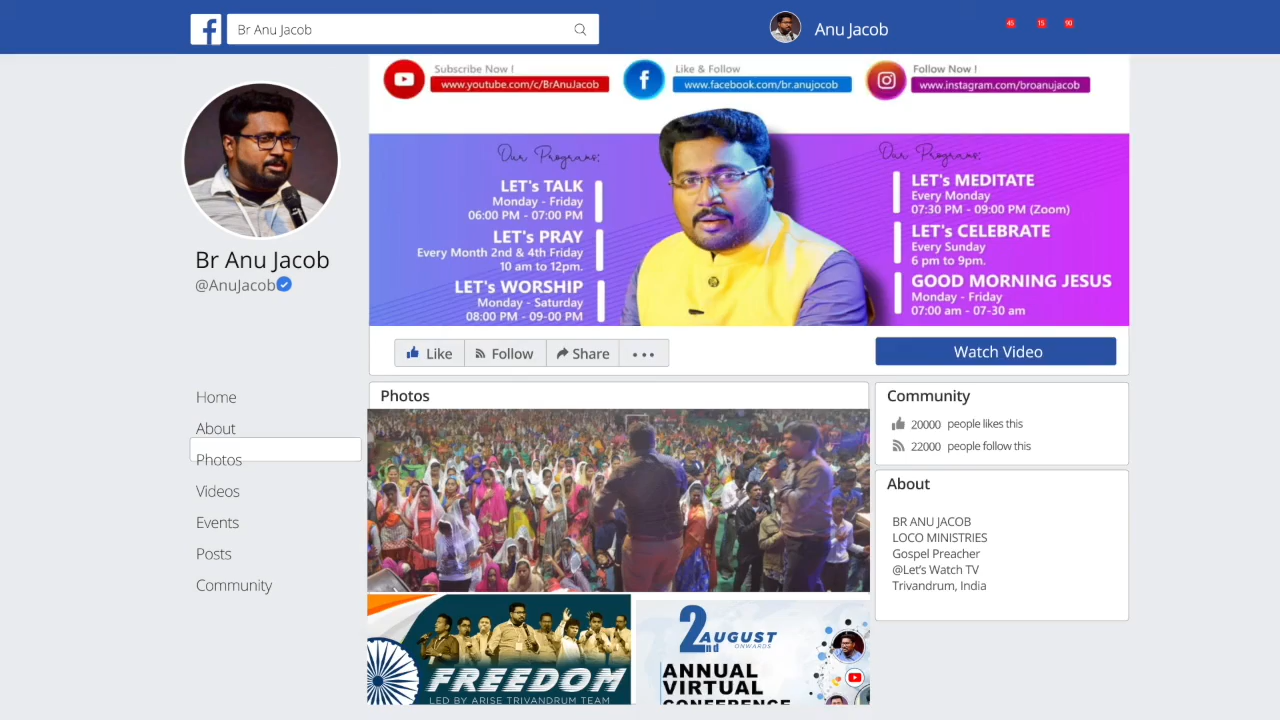 Br Anu Jacob
Anu Jacob
45
15
90
Subscribe Now !
www.youtube.com/c/BrAnuJacob
Like & Follow
www.facebook.com/br.anujocob
Follow Now !
www.instagram.com/broanujacob
Our Programs:
LET's TALK
Monday - Friday
06:00 PM - 07:00 PM
LET's PRAY
Every Month 2nd & 4th Friday
10 am to 12pm.
LET's WORSHIP
Monday - Saturday
08:00 PM - 09-00 PM
Our Programs:
LET's MEDITATE
Every Monday
07:30 PM - 09:00 PM (Zoom)
LET's CELEBRATE
Every Sunday
6 pm to 9pm.
GOOD MORNING JESUS
Monday - Friday
07:00 am - 07-30 am
Br Anu Jacob
@AnuJacob
Like
Follow
Share
Watch Video
Home
About
Photos
Videos
Events
Posts
Community
Photos
FREEDOM
LED BY ARISE TRIVANDRUM TEAM
2nd AUGUST
ONWARDS
ANNUAL
VIRTUAL
CONFERENCE
Community
20000 people likes this
22000 people follow this
About
BR ANU JACOB
LOCO MINISTRIES
Gospel Preacher
@Let's Watch TV
Trivandrum, India